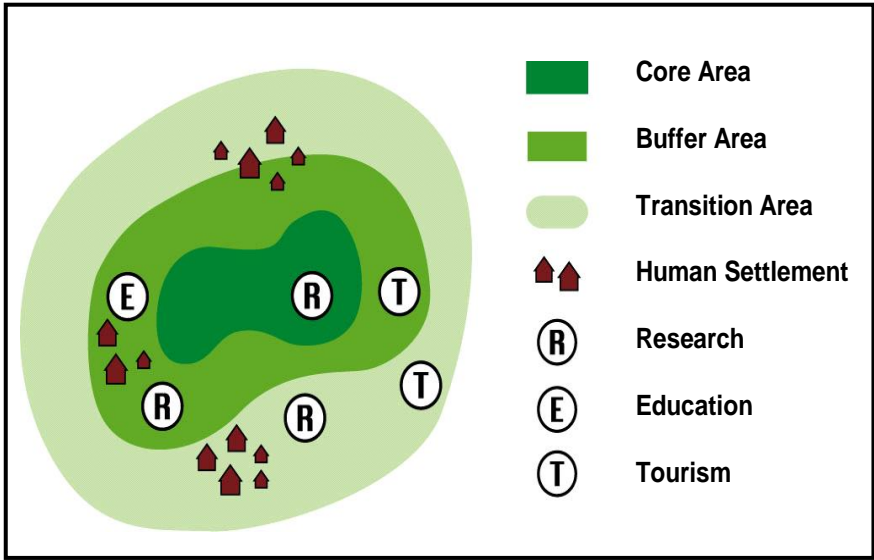 Core Area
Buffer Area
Transition Area
Human Settlement
E
R
T
R
Research
T
R
R
E
Education
T
Tourism